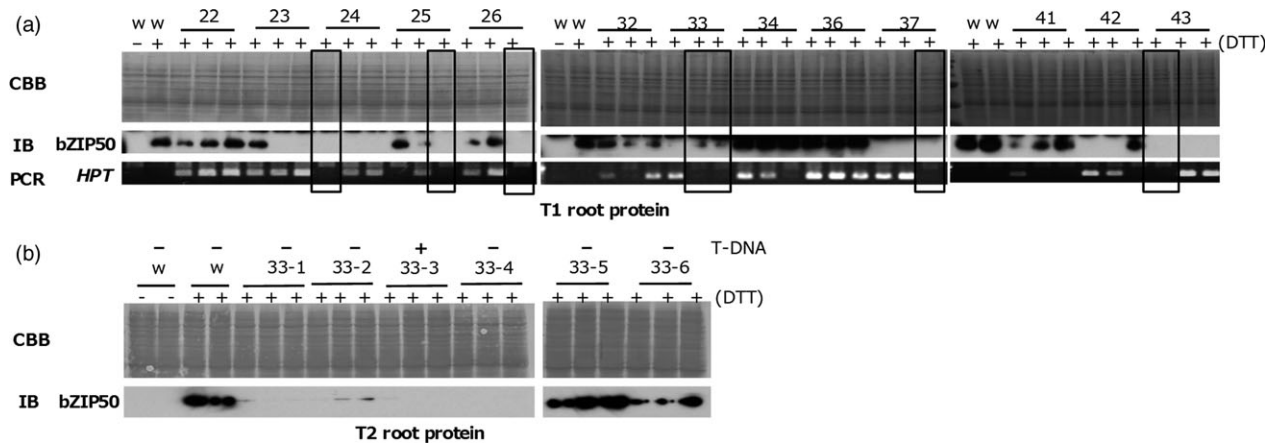 (a)
w w 22 23 24 25 26
− + + + + + + + + + + + + + + +
w w 32 33 34 36 37
− + + + + + + + + + + + + + + + +
w w 41 42 43
+ + + + + + + + + + + (DTT)
CBB
IB bZIP50
PCR HPT
T1 root protein
(b)
− − − − + − − − T-DNA
w w 33-1 33-2 33-3 33-4 33-5 33-6
- - + + + + + + + + + + + + + + + + + + + + (DTT)
CBB
IB bZIP50
T2 root protein